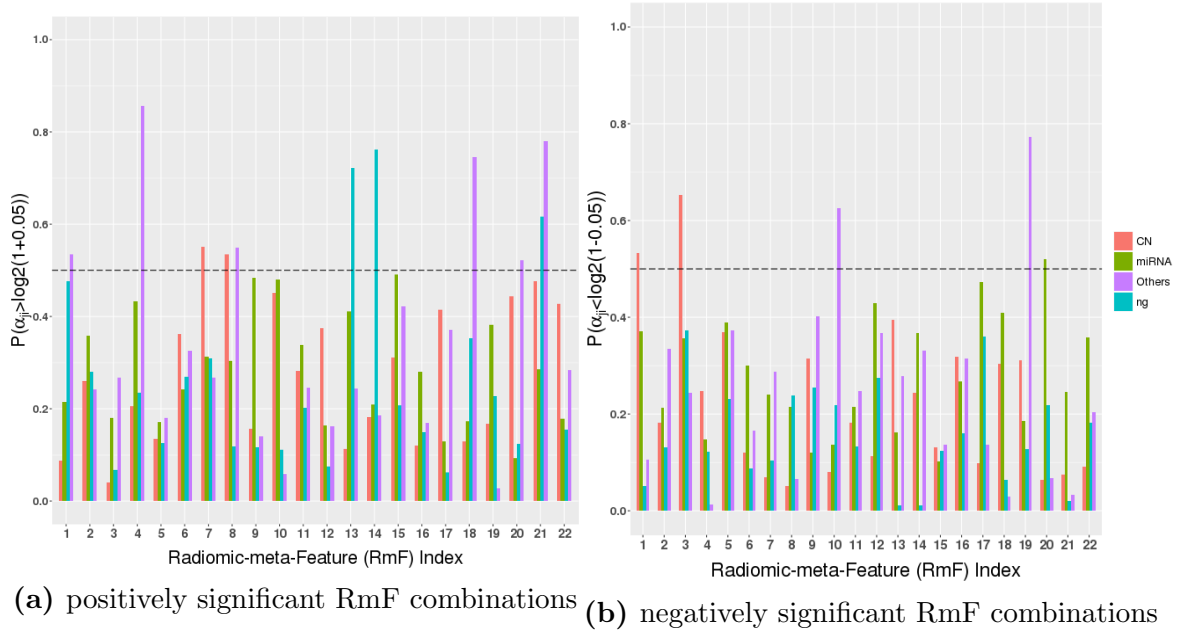 P(αji>log2(1+0.05))
1.0
0.8
0.6
0.4
0.2
0.0
1 2 3 4 5 6 7 8 9 10 11 12 13 14 15 16 17 18 19 20 21 22
Radiomic-meta-Feature (RmF) Index
(a) positively significant RmF combinations
P(αji<log2(1-0.05))
1.0
0.8
0.6
0.4
0.2
0.0
1 2 3 4 5 6 7 8 9 10 11 12 13 14 15 16 17 18 19 20 21 22
Radiomic-meta-Feature (RmF) Index
CN
miRNA
Others
ng
(b) negatively significant RmF combinations